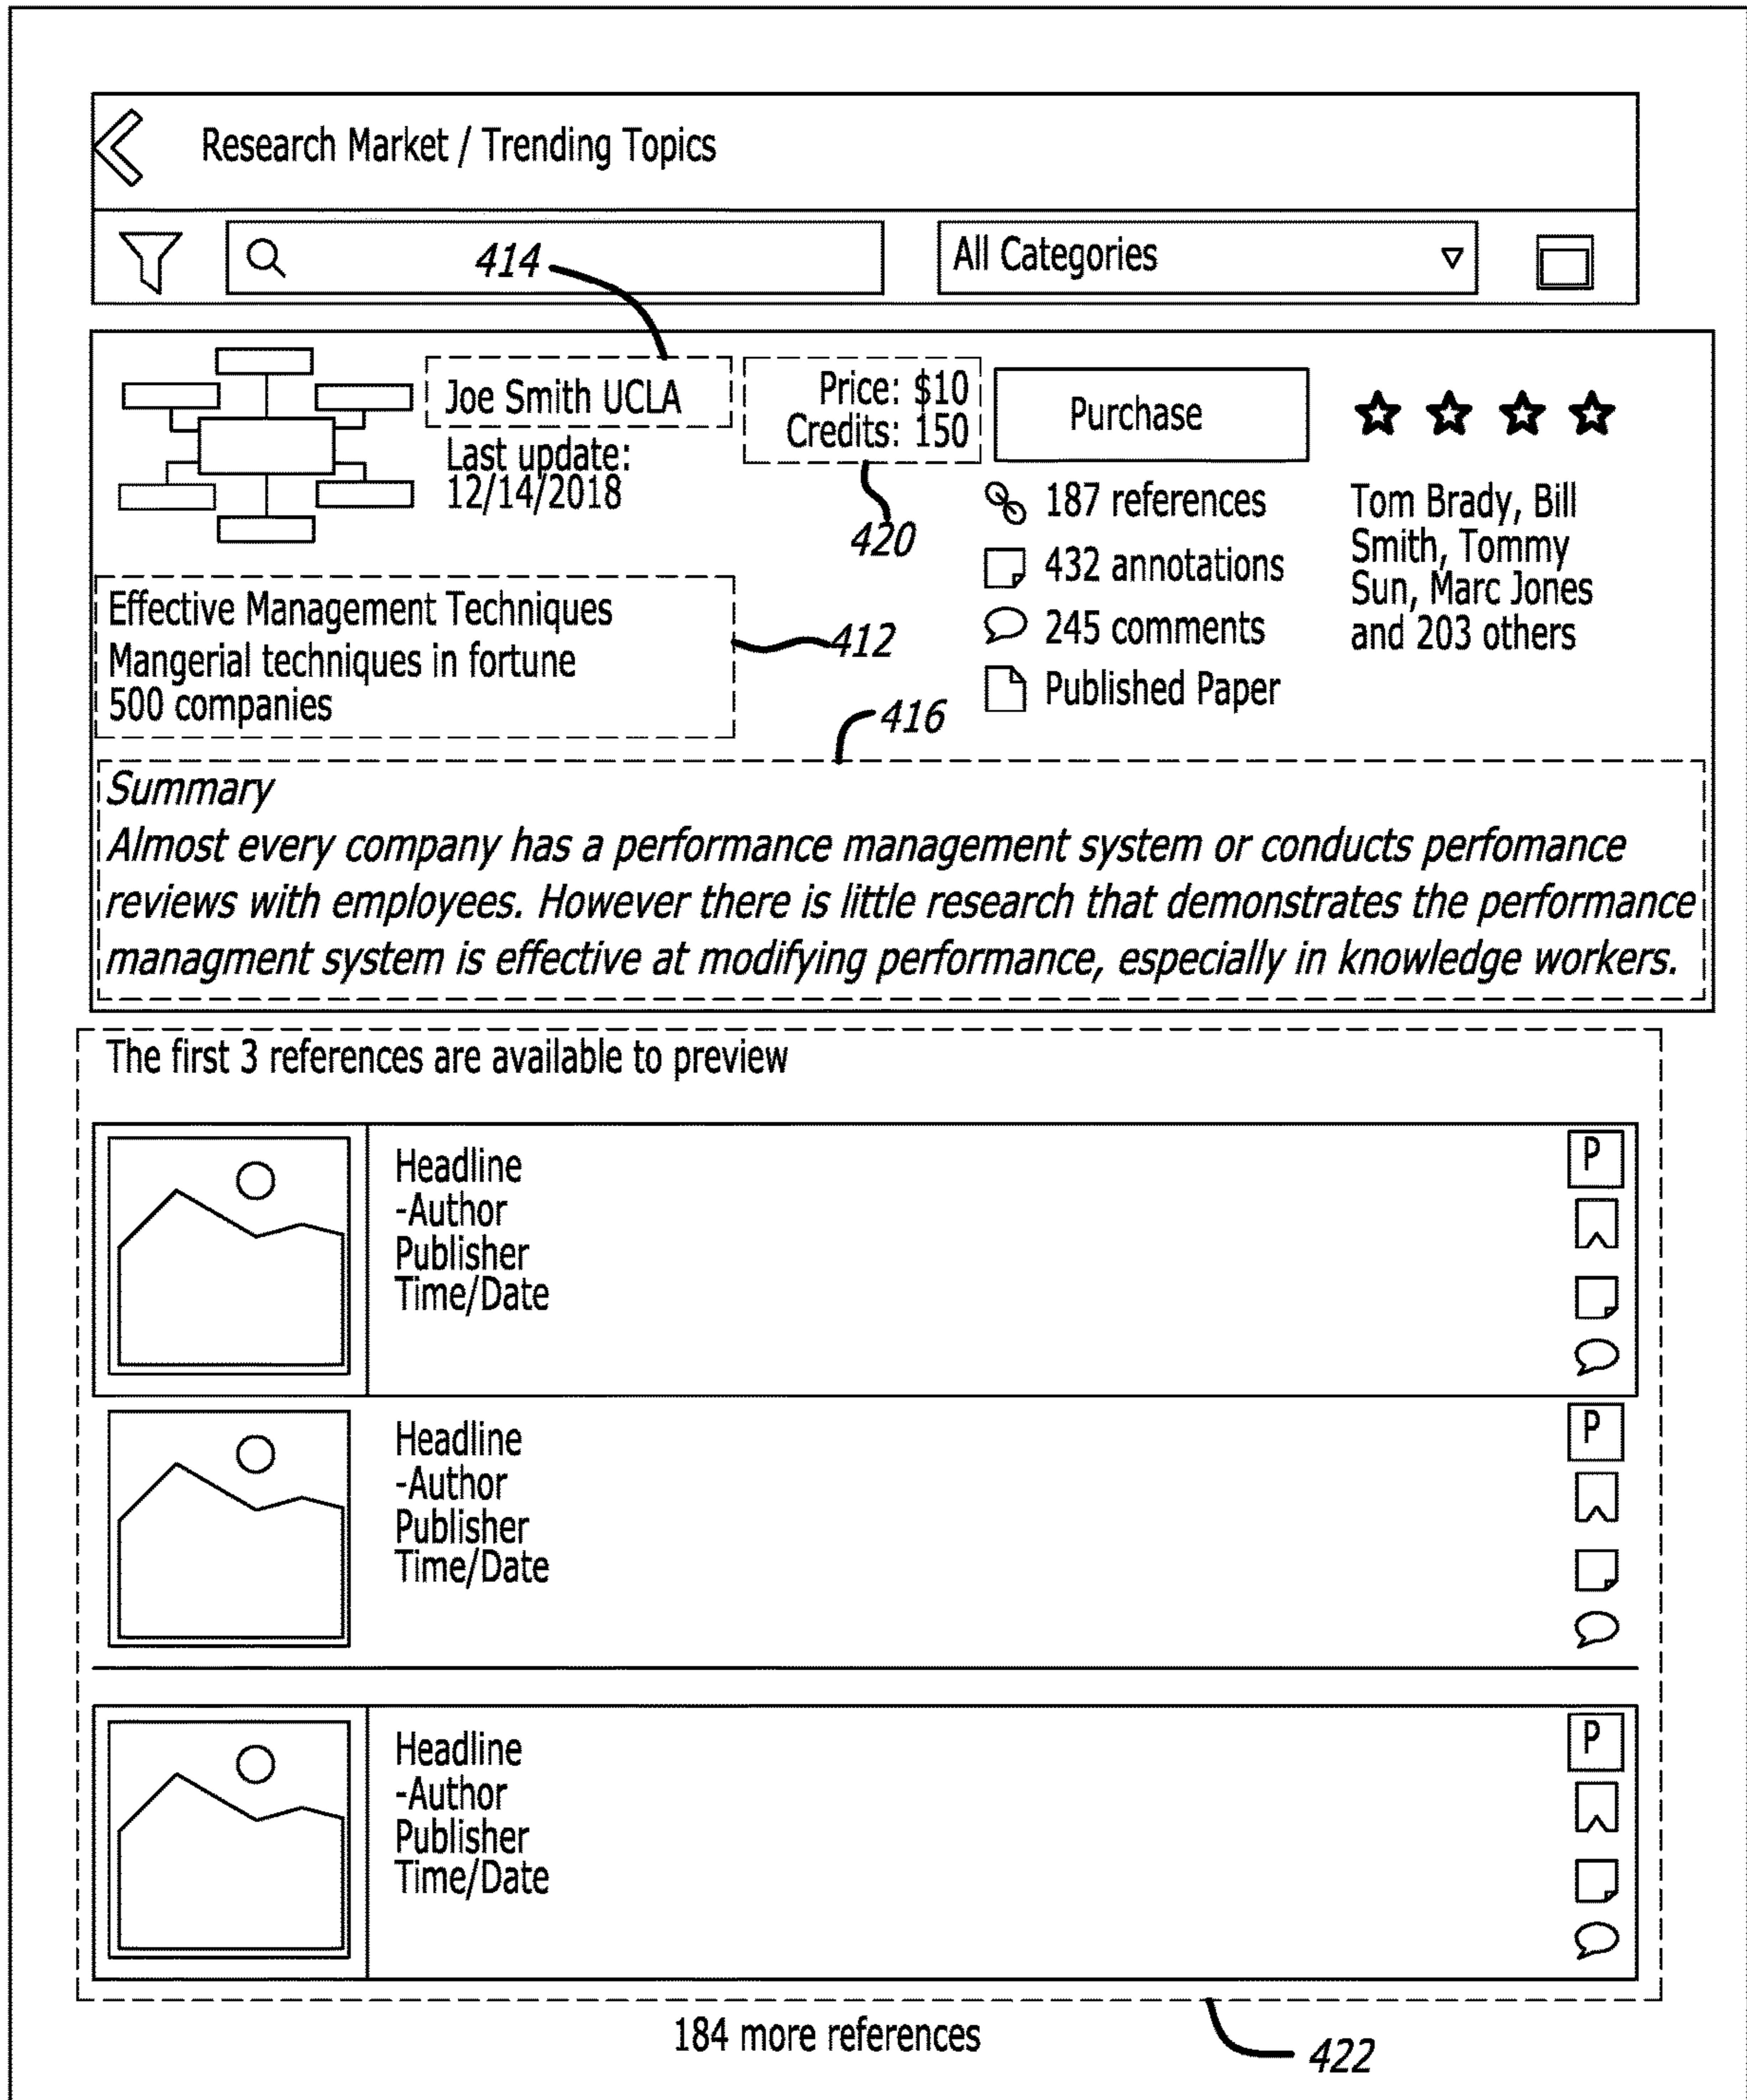 Research Market / Trending Topics
414
All Categories
Joe Smith UCLA
Last update:
12/14/2018
Price: $10
Credits: 150
420
Purchase
187 references
432 annotations
245 comments
Published Paper
Tom Brady, Bill
Smith, Tommy
Sun, Marc Jones
and 203 others
Effective Management Techniques
Mangerial techniques in fortune
500 companies
412
416
Summary
Almost every company has a performance management system or conducts perfomance
reviews with employees. However there is little research that demonstrates the performance
managment system is effective at modifying performance, especially in knowledge workers.
The first 3 references are available to preview
Headline
-Author
Publisher
Time/Date
P
Headline
-Author
Publisher
Time/Date
P
Headline
-Author
Publisher
Time/Date
P
184 more references
422